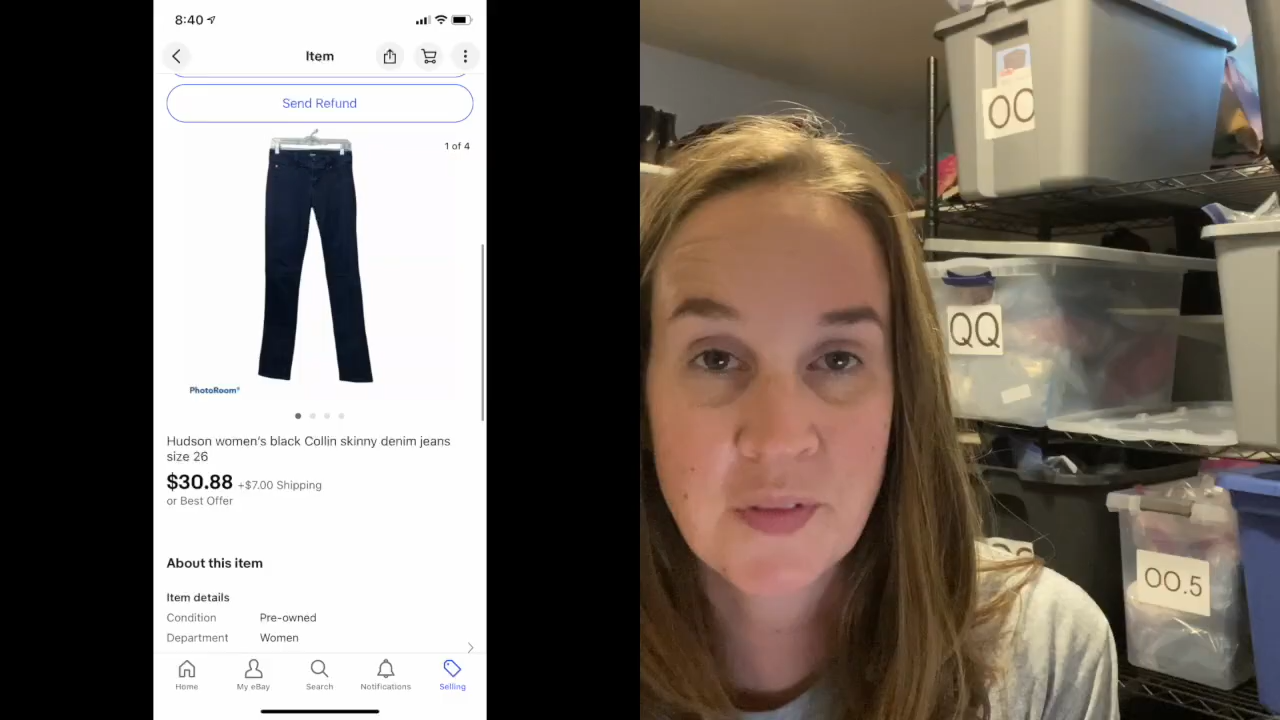 8:40
Item
Send Refund
1 of 4
PhotoRoom®
Hudson women's black Collin skinny denim jeans
size 26
$30.88 +$7.00 Shipping
or Best Offer
About this item
Item details
Condition Pre-owned
Department Women
Home My eBay Search Notifications Selling
OO
QQ
OO.5